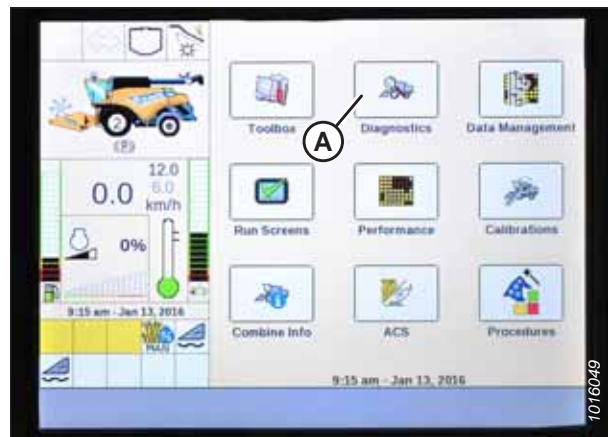 2
(P)
12.0
0.0
6.0
km/h
0%
9:15 am - Jan 13, 2016
MAN
Toolbox
Diagnostics
Data Management
A
Run Screens
Performance
Calibrations
Combine Info
ACS
Procedures
9:15 am - Jan 13, 2016
1016049